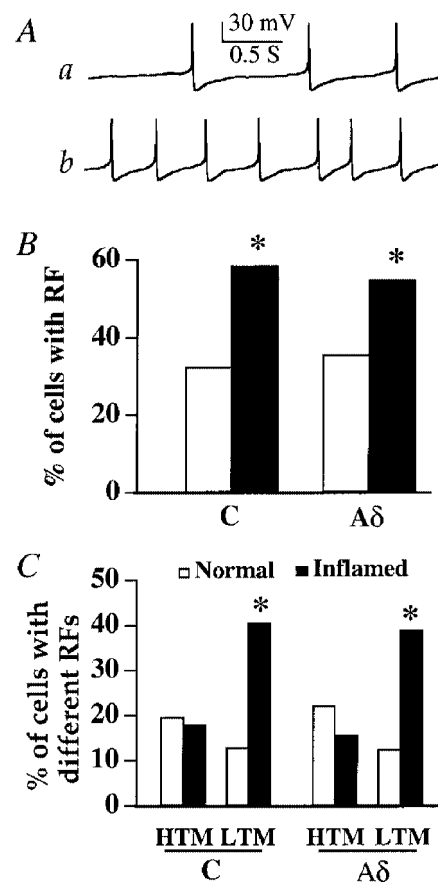 A
30 mV
0.5 S
a
b
B
% of cells with RF
60
40
20
0
*
*
C
Aδ
C
% of cells with
different RFs
Normal
Inflamed
50
40
30
20
10
0
*
*
HTM LTM
HTM LTM
C
Aδ